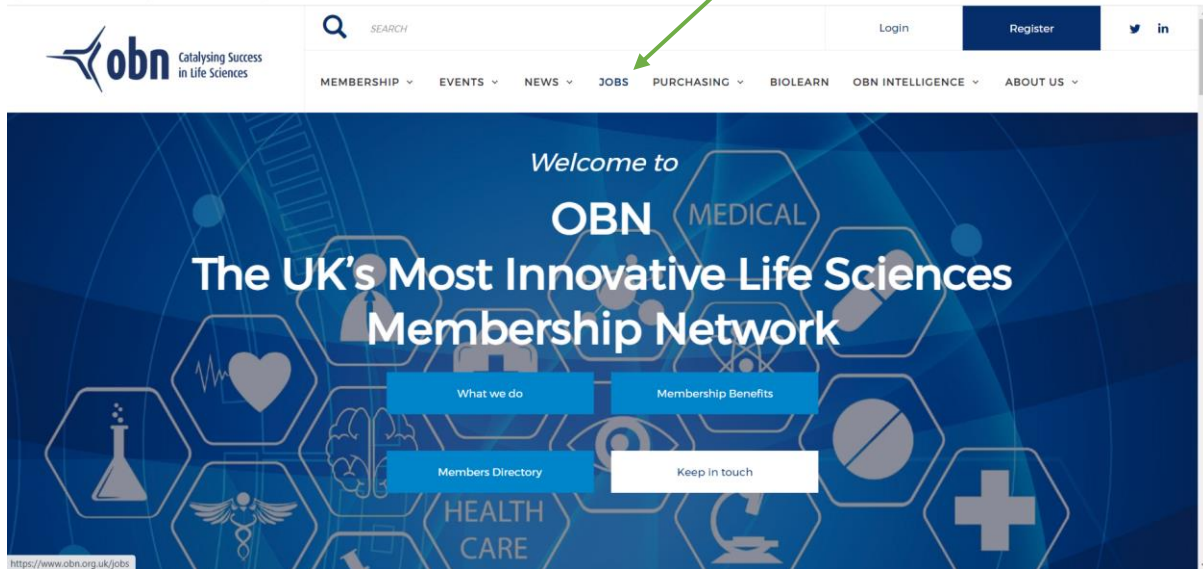 obn
Catalysing Success
in Life Sciences
SEARCH
Login
Register
in
MEMBERSHIP
EVENTS
NEWS
JOBS
PURCHASING
BIOLEARN
OBN INTELLIGENCE
ABOUT US
Welcome to
OBN
MEDICAL
The UK's Most Innovative Life Sciences
Membership Network
What we do
Membership Benefits
Members Directory
Keep in touch
HEALTH
CARE
https://www.obn.org.uk/jobs